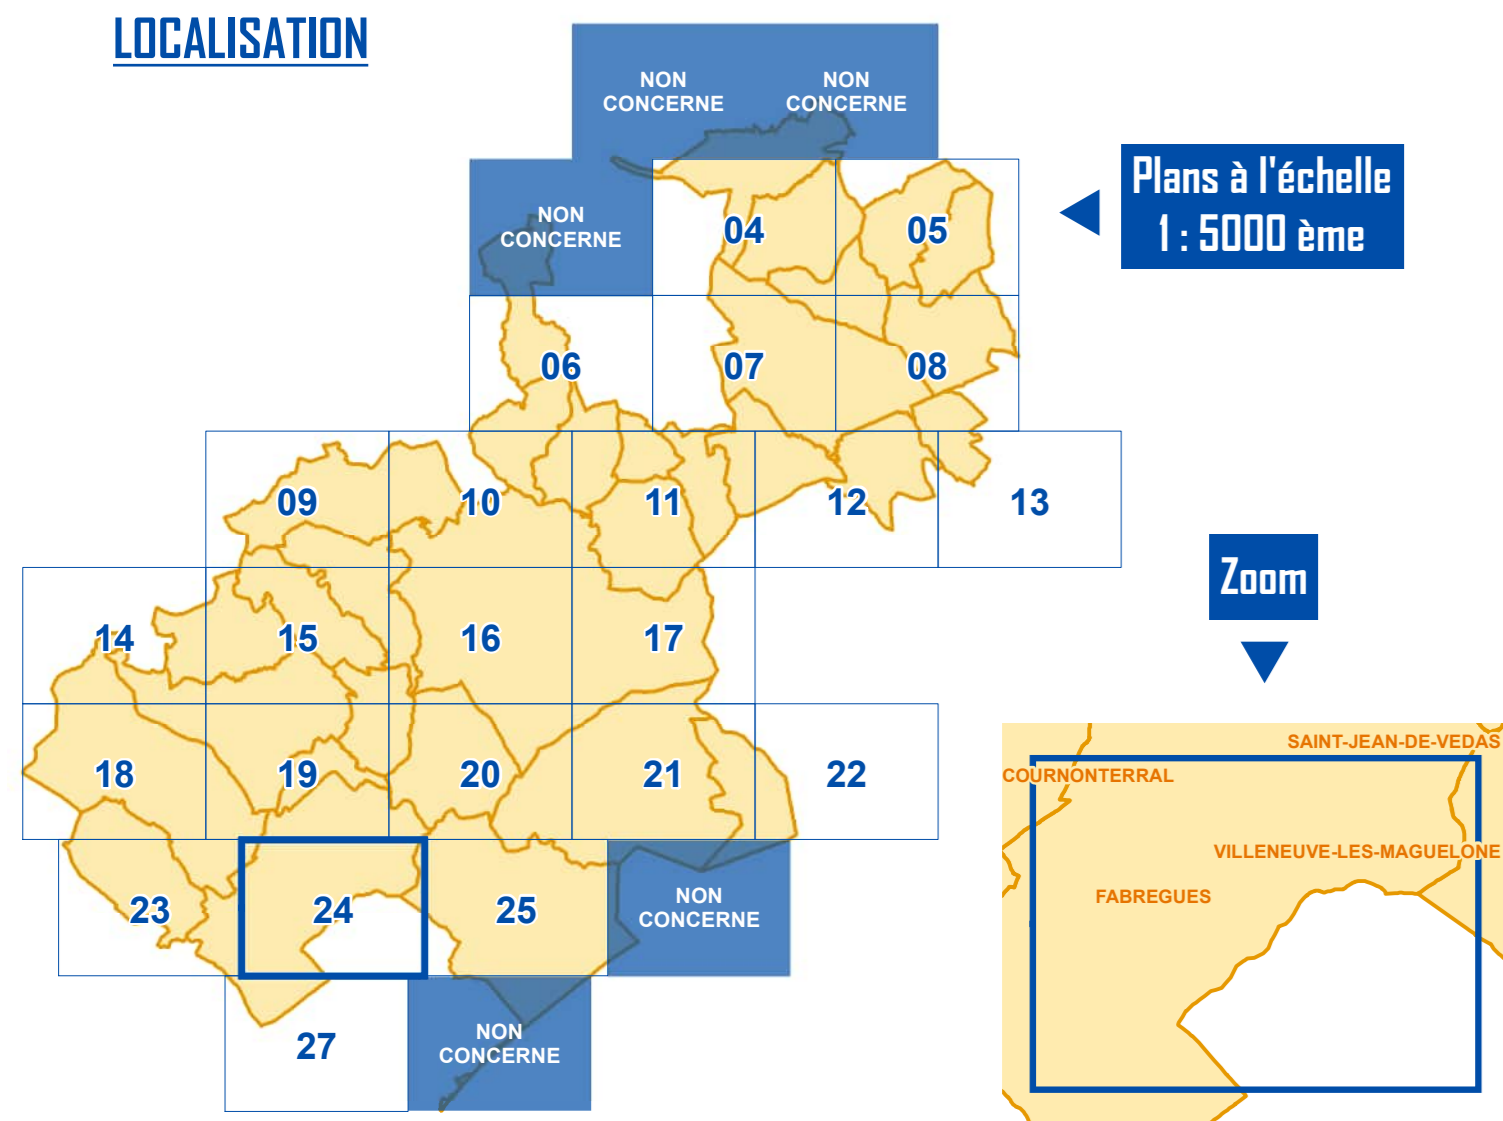 LOCALISATION
NON
CONCERNE
NON
CONCERNE
NON
CONCERNE
04
05
Plans à l'échelle
1 : 5000 ème
06
07
08
09
10
11
12
13
14
15
16
17
Zoom
18
19
20
21
22
23
24
25
NON
CONCERNE
27
NON
CONCERNE
SAINT-JEAN-DE-VEDAS
COURNONTERRAL
VILLENEUVE-LES-MAGUELONE
FABREGUES